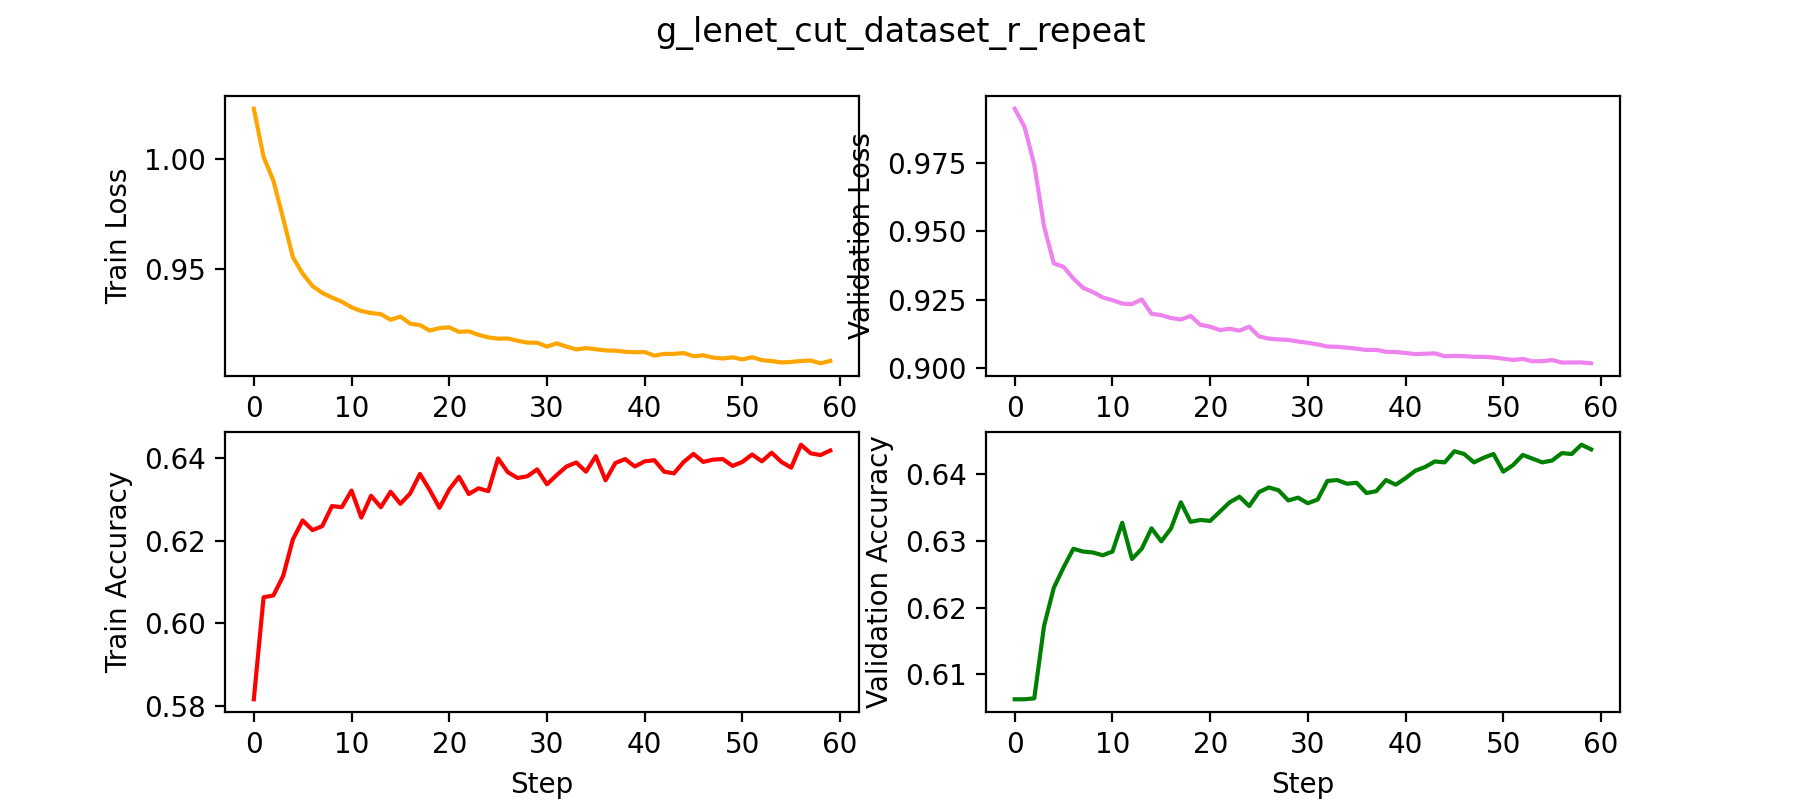 g_lenet_cut_dataset_r_repeat
Train Loss
1.00
0.95
0 10 20 30 40 50 60
Validation Loss
0.975
0.950
0.925
0.900
0 10 20 30 40 50 60
Train Accuracy
0.64
0.62
0.60
0.58
0 10 20 30 40 50 60
Step
Validation Accuracy
0.64
0.63
0.62
0.61
0 10 20 30 40 50 60
Step